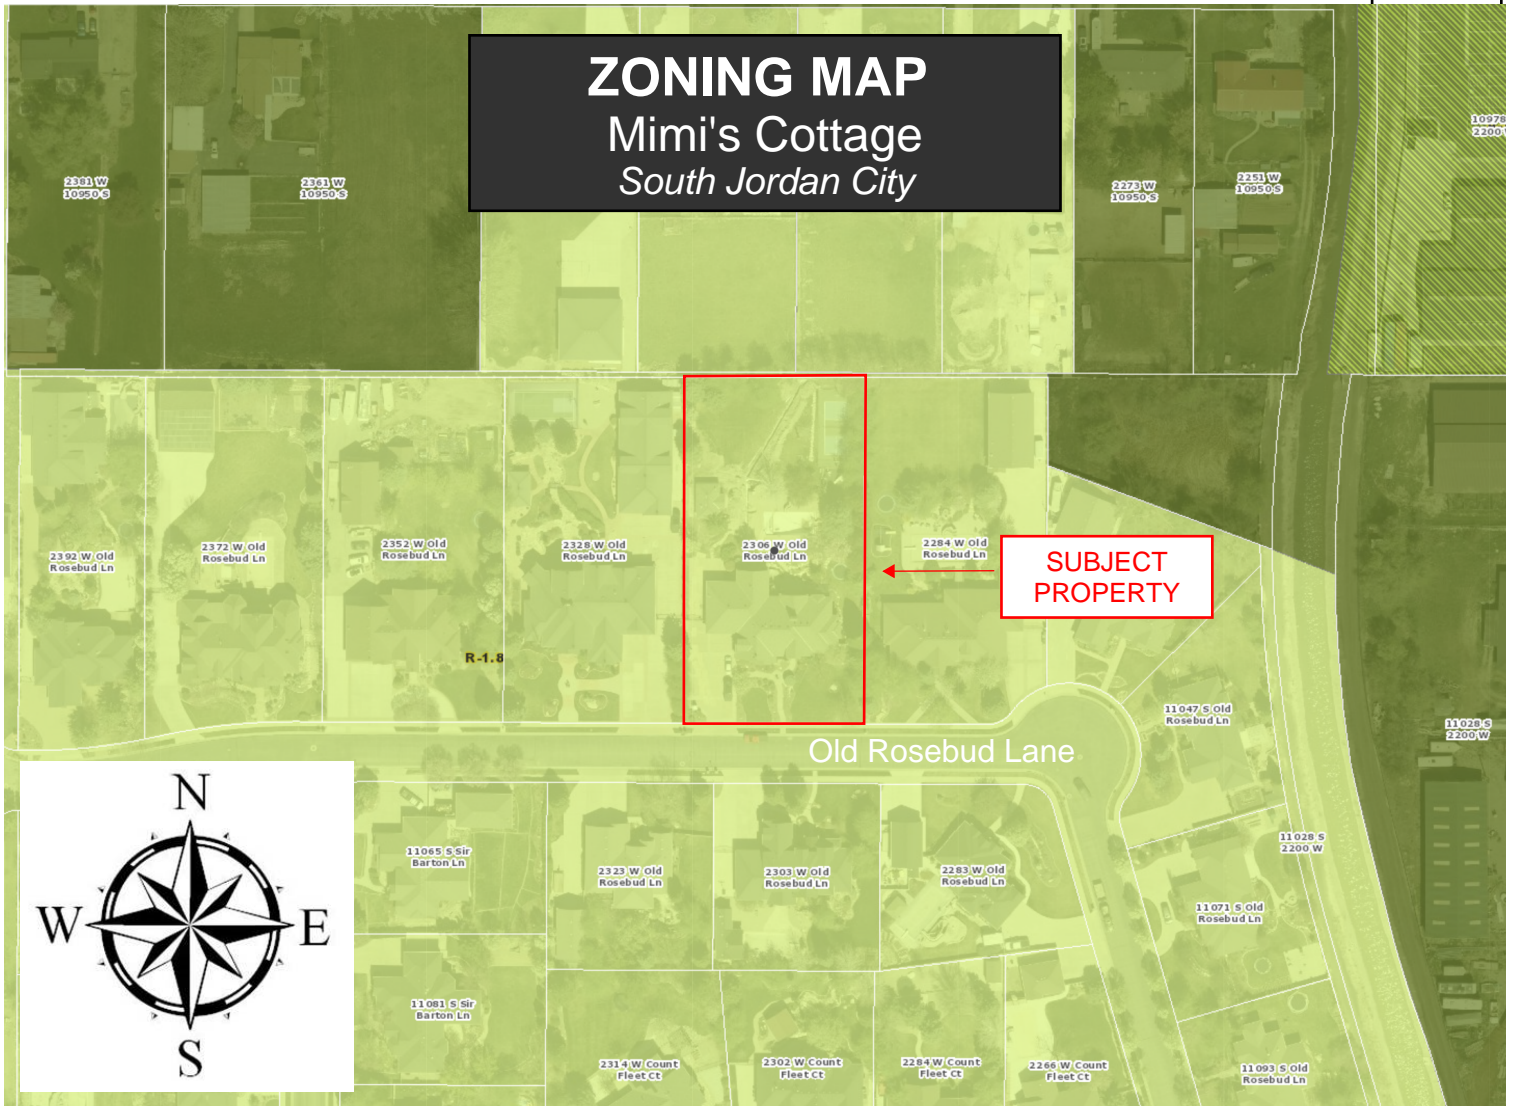 ZONING MAP
Mimi's Cottage
South Jordan City
10978
2200 W
2381 W
10950 S
2361 W
10950 S
2273 W
10950 S
2251 W
10950 S
2392 W Old
Rosebud Ln
2372 W Old
Rosebud Ln
2352 W Old
Rosebud Ln
2328 W Old
Rosebud Ln
2306 W Old
Rosebud Ln
2284 W Old
Rosebud Ln
SUBJECT
PROPERTY
R-1.8
11047 S Old
Rosebud Ln
11028 S
2200 W
Old Rosebud Lane
N
W
E
S
11065 S Sir
Barton Ln
2323 W Old
Rosebud Ln
2303 W Old
Rosebud Ln
2283 W Old
Rosebud Ln
11028 S
2200 W
11071 S Old
Rosebud Ln
11081 S Sir
Barton Ln
2314 W Count
Fleet Ct
2302 W Count
Fleet Ct
2284 W Count
Fleet Ct
2266 W Count
Fleet Ct
11093 S Old
Rosebud Ln